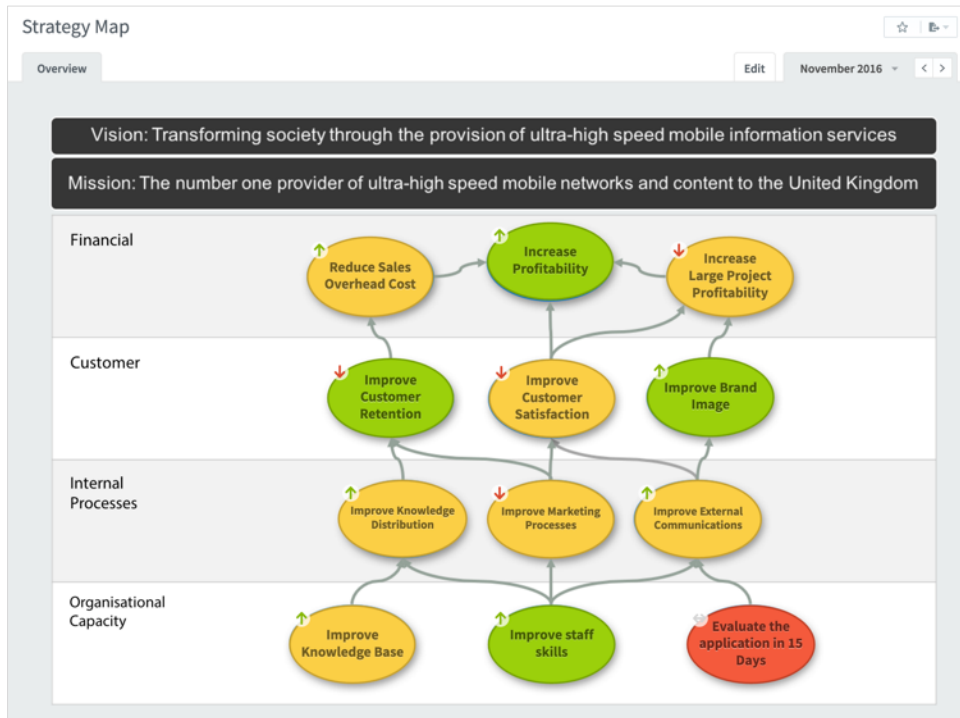 Strategy Map
Overview
Edit
November 2016
Vision: Transforming society through the provision of ultra-high speed mobile information services
Mission: The number one provider of ultra-high speed mobile networks and content to the United Kingdom
Financial
Reduce Sales
Overhead Cost
Increase
Profitability
Increase
Large Project
Profitability
Customer
Improve
Customer
Retention
Improve
Customer
Satisfaction
Improve Brand
Image
Internal
Processes
Improve Knowledge
Distribution
Improve Marketing
Processes
Improve External
Communications
Organisational
Capacity
Improve
Knowledge Base
Improve staff
skills
Evaluate the
application in 15
Days